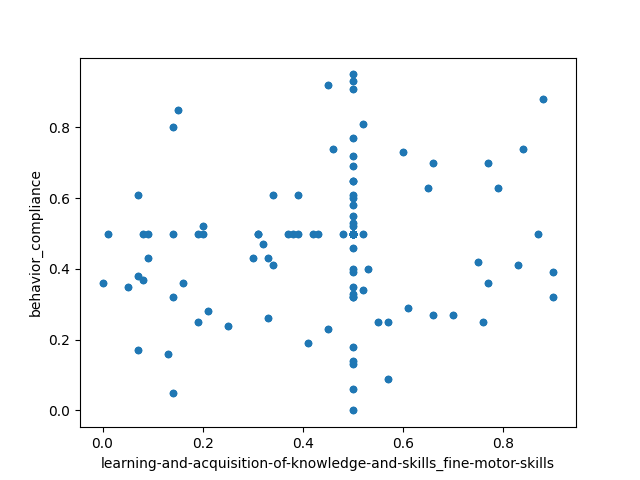 0.8
0.6
0.4
0.2
0.0
behavior_compliance
0.0 0.2 0.4 0.6 0.8
learning-and-acquisition-of-knowledge-and-skills_fine-motor-skills